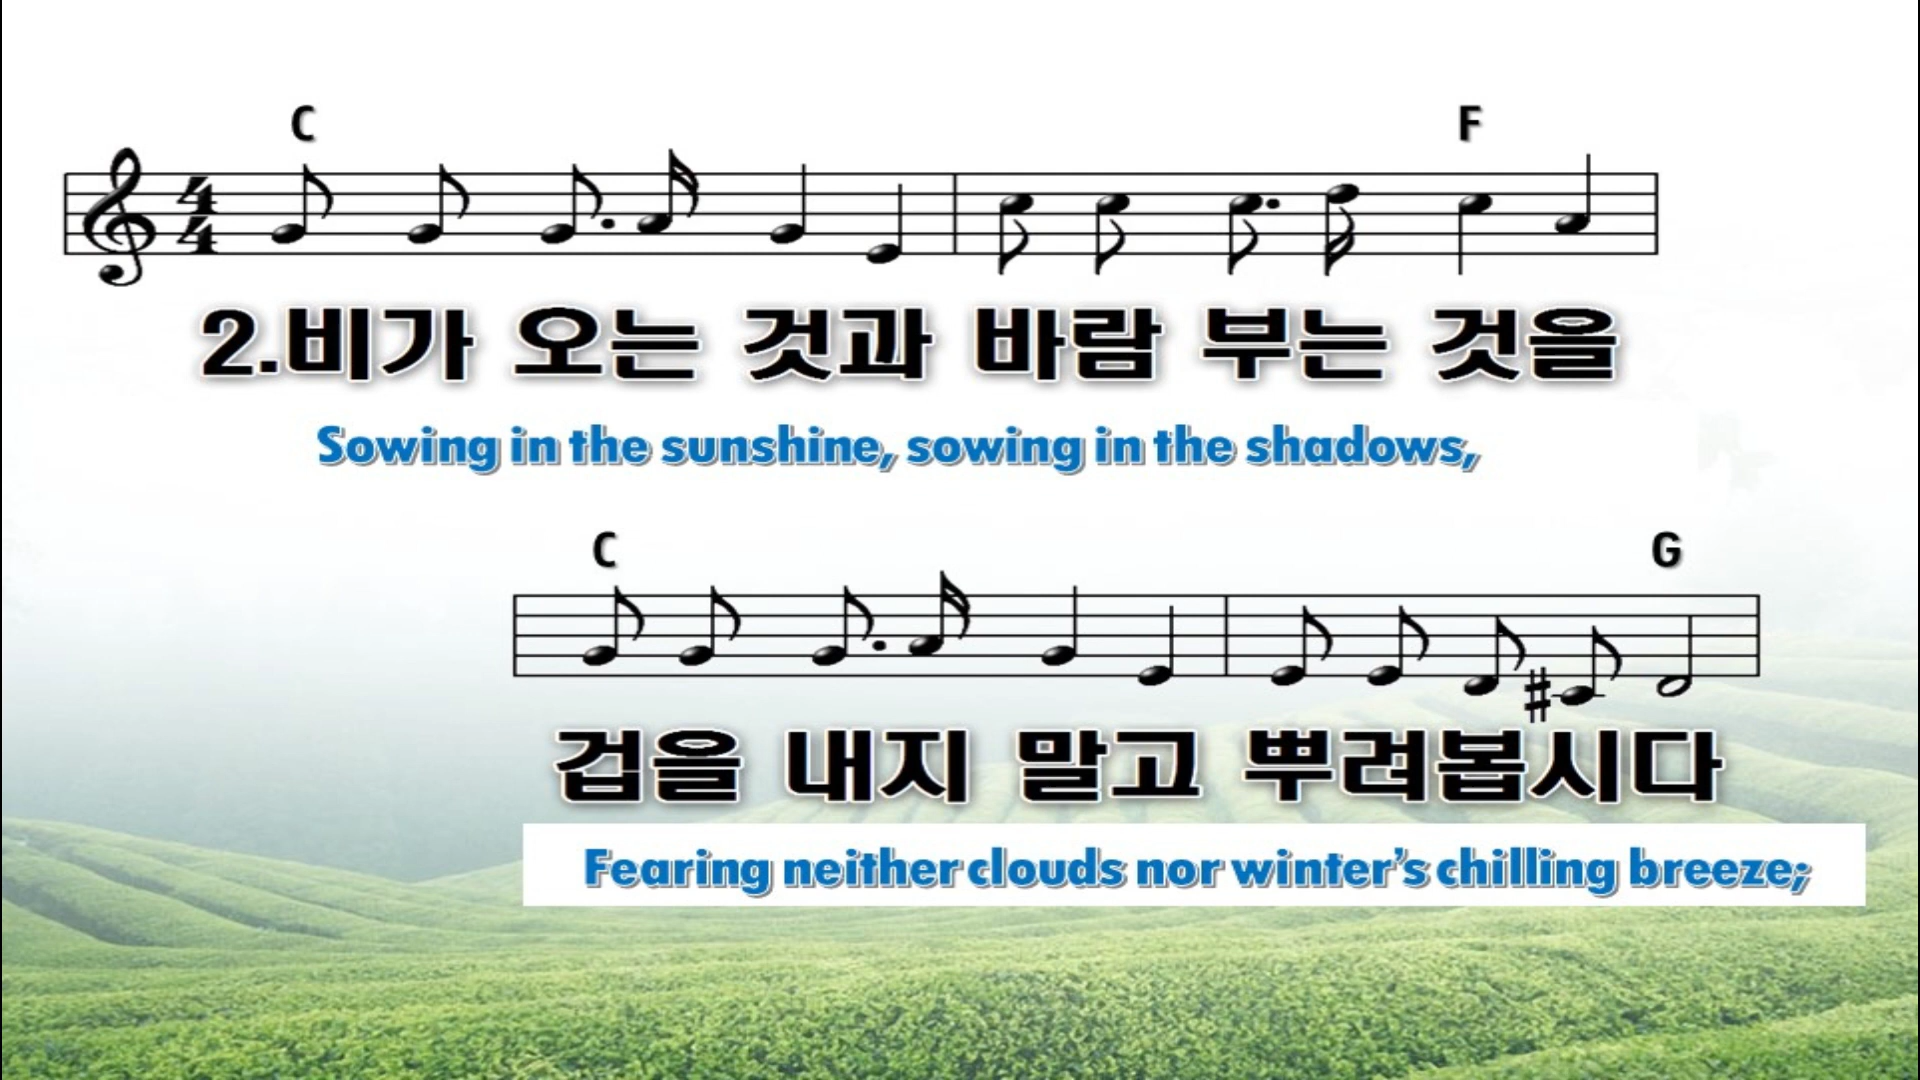 C F
4
4
2.비가 오는 것과 바람 부는 것을
Sowing in the sunshine, sowing in the shadows,
C G
겁을 내지 말고 뿌려봅시다
Fearing neither clouds nor winter's chilling breeze;